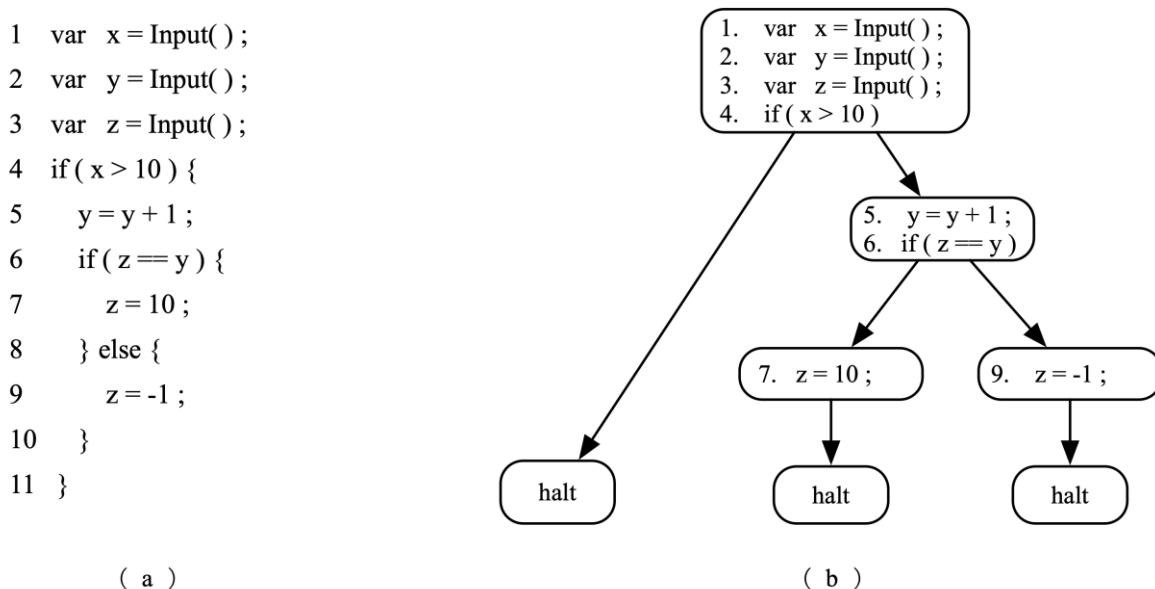 1 var x = Input( ) ;
2 var y = Input( ) ;
3 var z = Input( ) ;
4 if ( x > 10 ) {
5 y = y + 1 ;
6 if ( z == y ) {
7 z = 10 ;
8 } else {
9 z = -1 ;
10 }
11 }
( a )
1. var x = Input( ) ;
2. var y = Input( ) ;
3. var z = Input( ) ;
4. if ( x > 10 )
5. y = y + 1 ;
6. if ( z == y )
7. z = 10 ;
9. z = -1 ;
halt
halt
halt
( b )